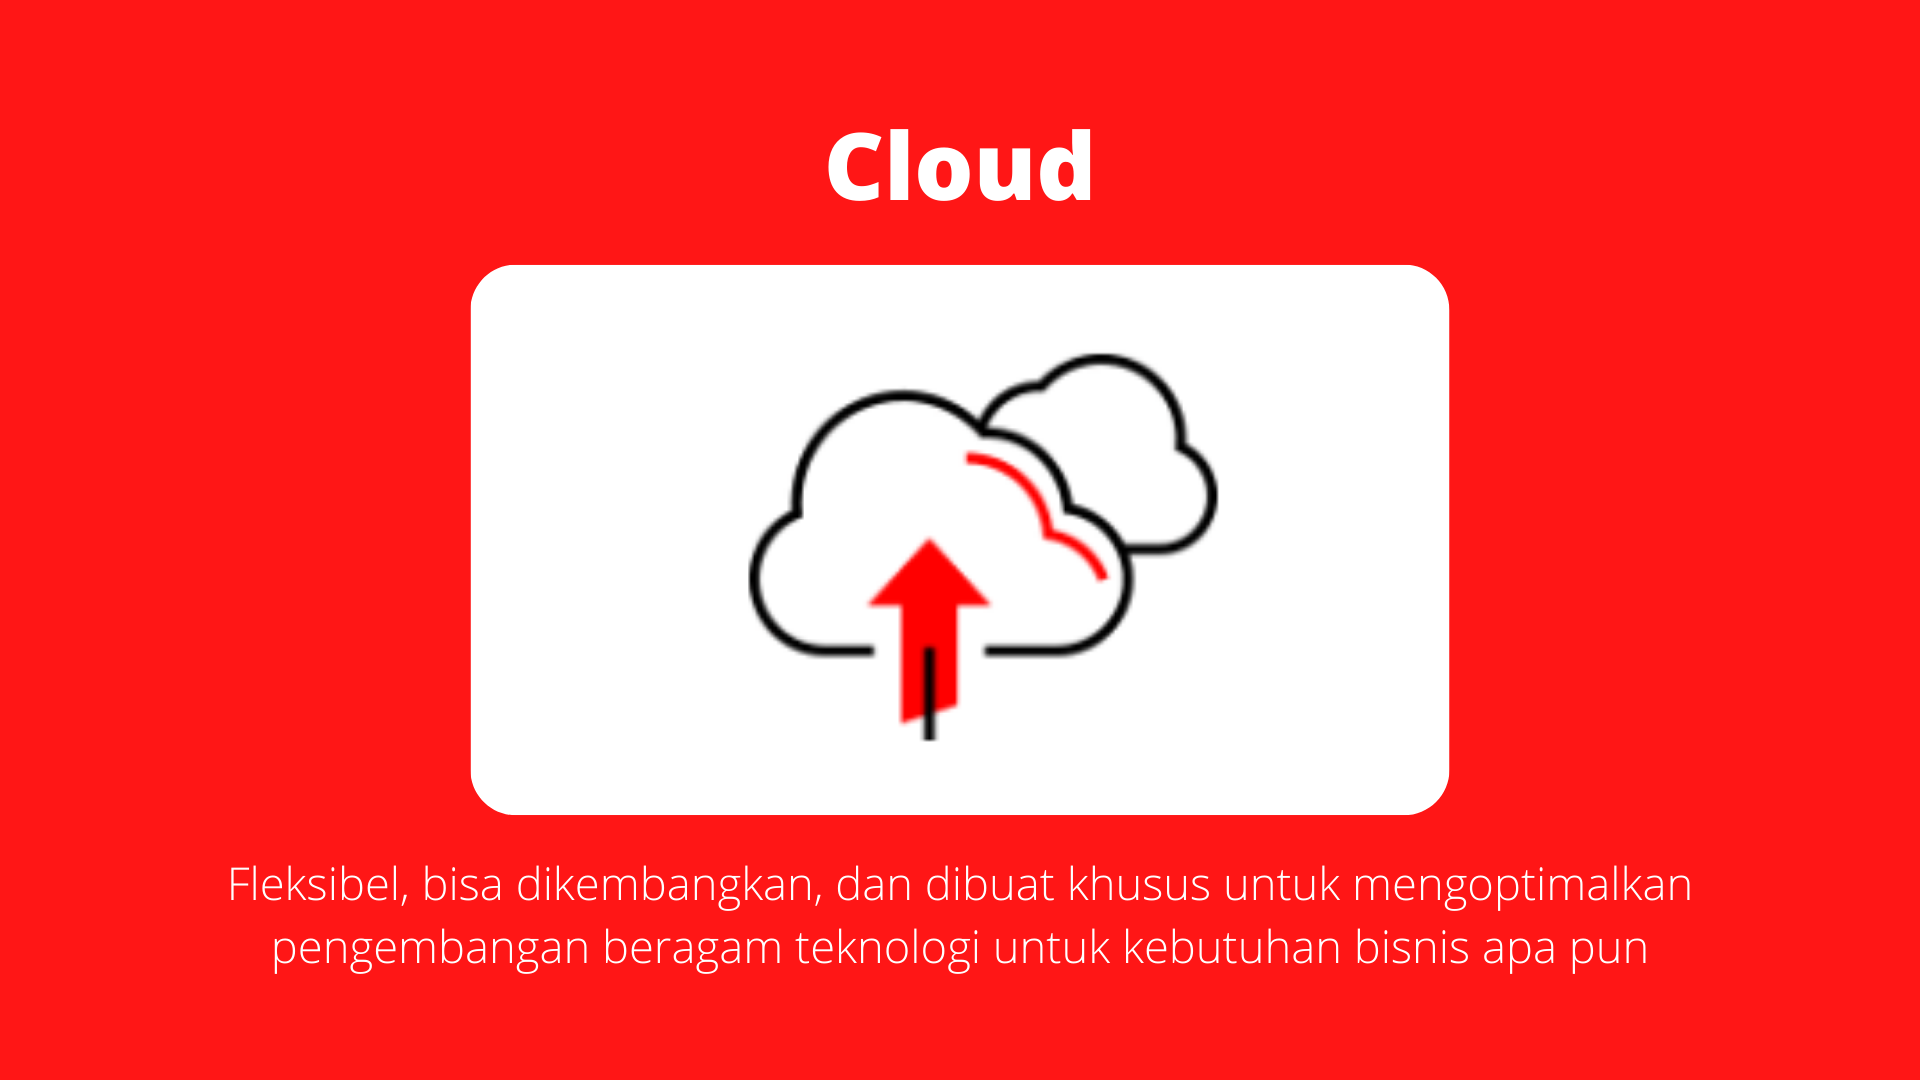 Cloud
Fleksibel, bisa dikembangkan, dan dibuat khusus untuk mengoptimalkan
pengembangan beragam teknologi untuk kebutuhan bisnis apa pun